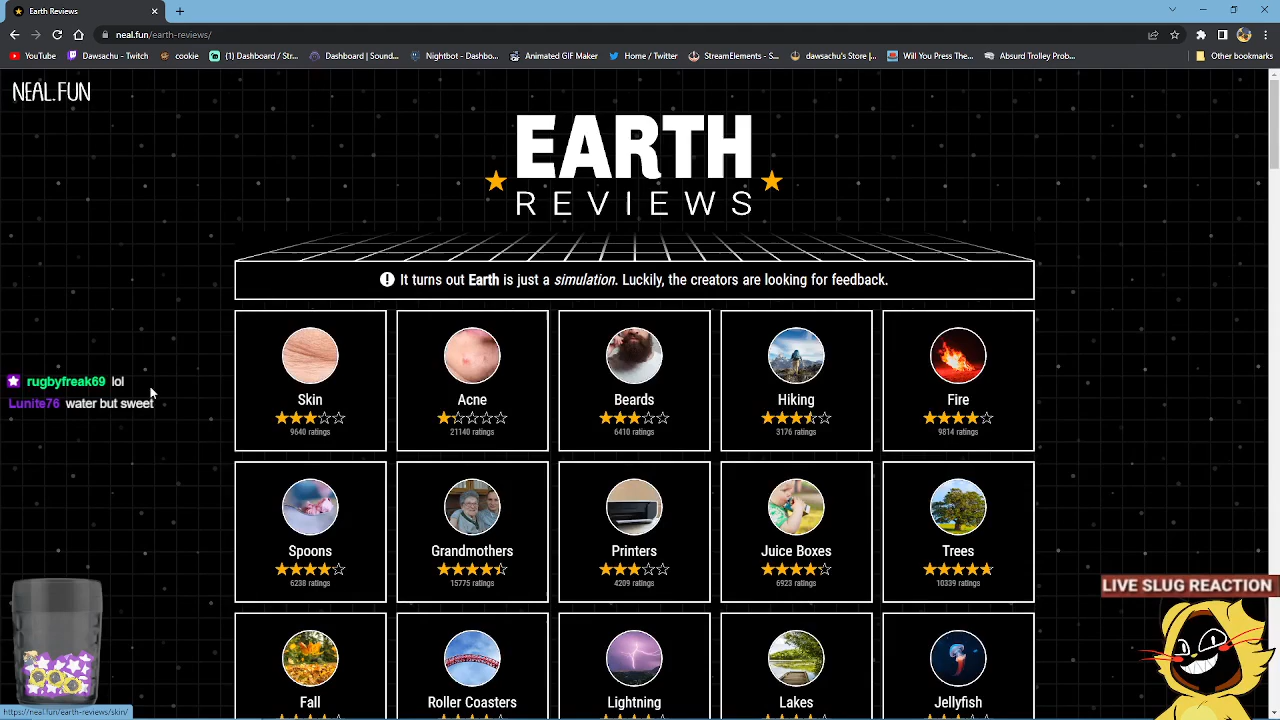 Earth Reviews
neal.fun/earth-reviews/
YouTube
Dawsachu - Twitch
cookie
(1) Dashboard / Str...
Dashboard | Sound...
Nightbot - Dashbo...
Animated GIF Maker
Home / Twitter
StreamElements - S...
dawsachu's Store |...
Will You Press The...
Absurd Trolley Prob...
Other bookmarks
NEAL.FUN
EARTH
REVIEWS
It turns out Earth is just a simulation. Luckily, the creators are looking for feedback.
Skin
9640 ratings
Acne
21140 ratings
Beards
6410 ratings
Hiking
3176 ratings
Fire
9814 ratings
rugbyfreak69 lol
Lunite76 water but sweet
Spoons
6238 ratings
Grandmothers
15775 ratings
Printers
4209 ratings
Juice Boxes
6923 ratings
Trees
10339 ratings
LIVE SLUG REACTION
Fall
Roller Coasters
Lightning
Lakes
Jellyfish
https://neal.fun/earth-reviews/skin/